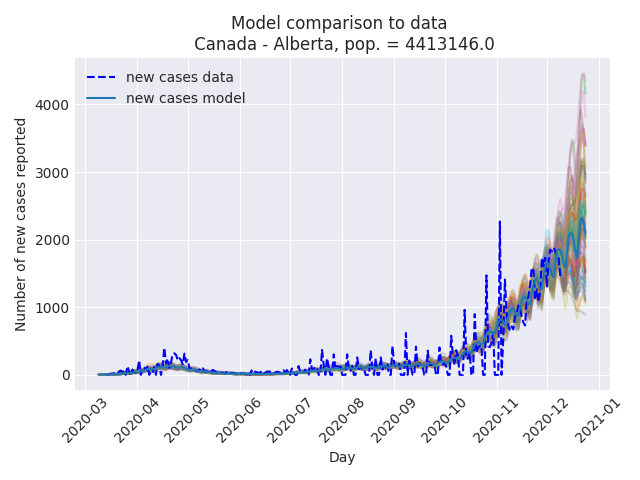 Model comparison to data
Canada - Alberta, pop. = 4413146.0
new cases data
new cases model
Number of new cases reported
4000
3000
2000
1000
0
2020-03
2020-04
2020-05
2020-06
2020-07
2020-08
2020-09
2020-10
2020-11
2020-12
2021-01
Day